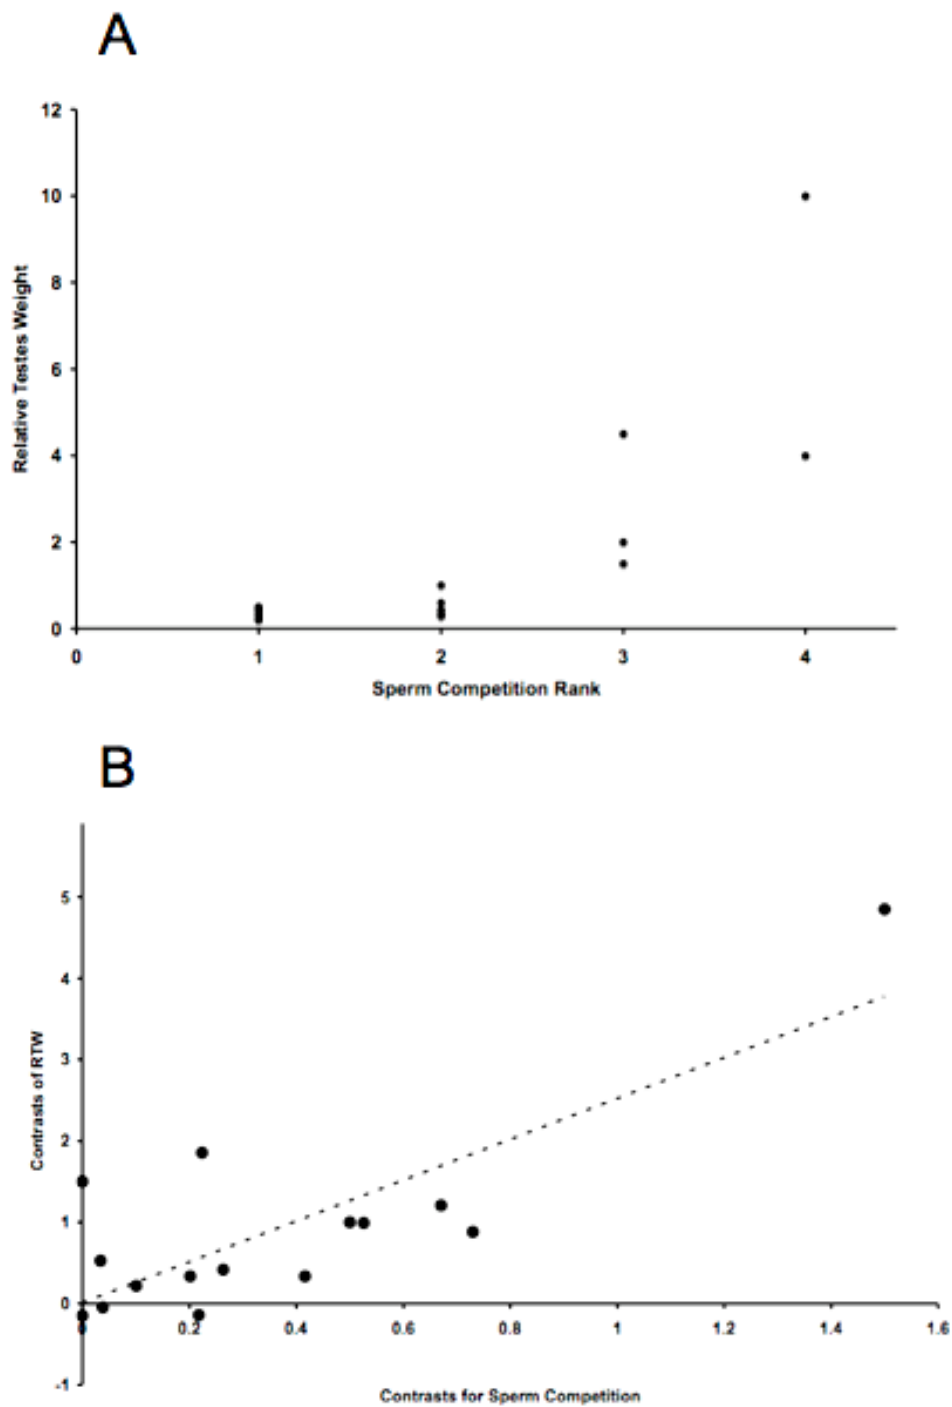 A
12
10
8
6
4
2
0
0 1 2 3 4
Relative Testes Weight
Sperm Competition Rank
B
5
4
3
2
1
0
-1
0 0.2 0.4 0.6 0.8 1 1.2 1.4 1.6
Contrasts of RTW
Contrasts for Sperm Competition